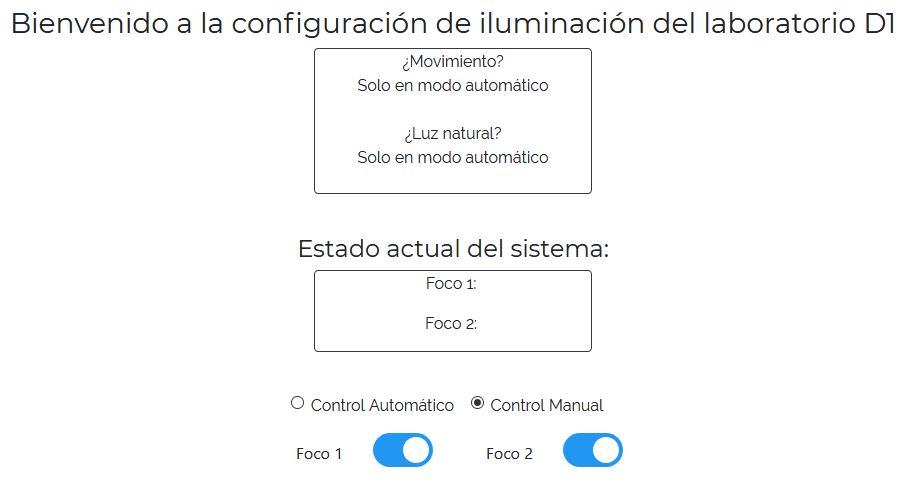 Bienvenido a la configuración de iluminación del laboratorio D1
¿Movimiento?
Solo en modo automático
¿Luz natural?
Solo en modo automático
Estado actual del sistema:
Foco 1:
Foco 2:
Control Automático Control Manual
Foco 1 Foco 2